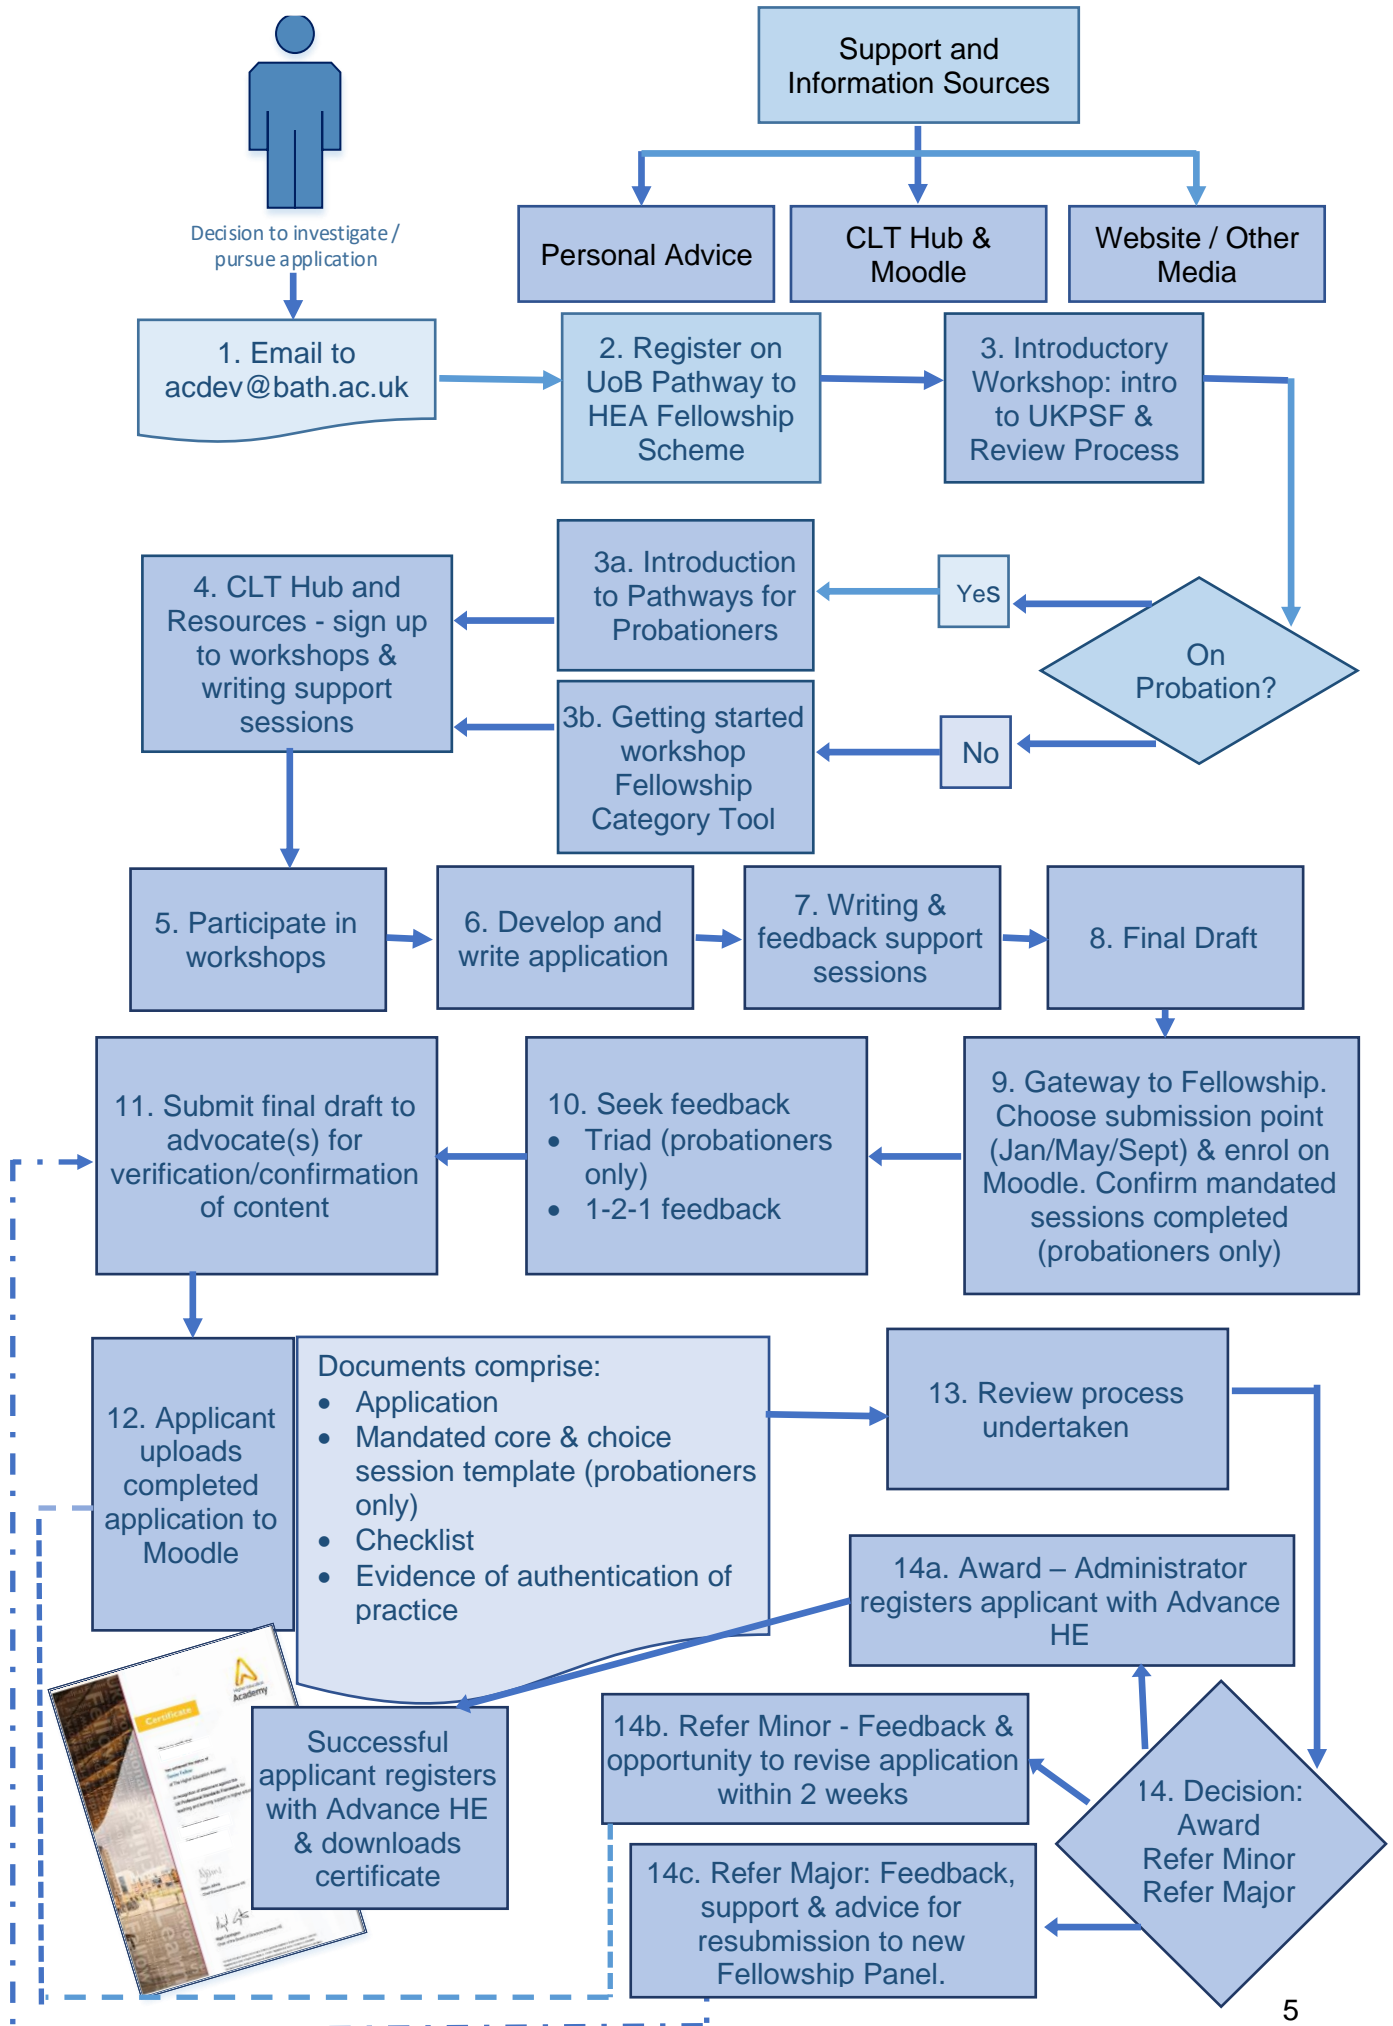 Support and
Information Sources
Decision to investigate /
pursue application
Personal Advice
CLT Hub &
Moodle
Website / Other
Media
1. Email to
acdev@bath.ac.uk
2. Register on
UoB Pathway to
HEA Fellowship
Scheme
3. Introductory
Workshop: intro
to UKPSF &
Review Process
On
Probation?
Yes
No
3a. Introduction
to Pathways for
Probationers
3b. Getting started
workshop
Fellowship
Category Tool
4. CLT Hub and
Resources - sign up
to workshops &
writing support
sessions
5. Participate in
workshops
6. Develop and
write application
7. Writing &
feedback support
sessions
8. Final Draft
9. Gateway to Fellowship.
Choose submission point
(Jan/May/Sept) & enrol on
Moodle. Confirm mandated
sessions completed
(probationers only)
10. Seek feedback
• Triad (probationers
only)
• 1-2-1 feedback
11. Submit final draft to
advocate(s) for
verification/confirmation
of content
12. Applicant
uploads
completed
application to
Moodle
Documents comprise:
• Application
• Mandated core & choice
session template (probationers
only)
• Checklist
• Evidence of authentication of
practice
13. Review process
undertaken
14. Decision:
Award
Refer Minor
Refer Major
14a. Award – Administrator
registers applicant with Advance
HE
14b. Refer Minor - Feedback &
opportunity to revise application
within 2 weeks
14c. Refer Major: Feedback,
support & advice for
resubmission to new
Fellowship Panel.
Successful
applicant registers
with Advance HE
& downloads
certificate
Academy
Certificate
5